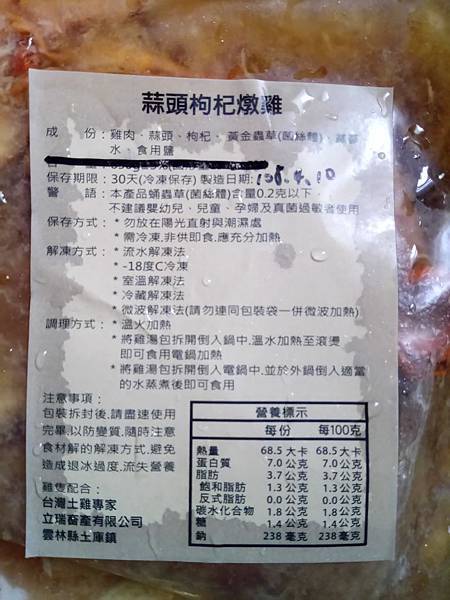 蒜頭枸杞燉雞
成　份：雞肉、蒜頭、枸杞、黃金蟲草(菌絲體)、
水、食用鹽
保存期限：30天(冷凍保存) 製造日期：108.4.10
警　語：本產品蛹蟲草(菌絲體)含量0.2克以下，
不建議嬰幼兒、兒童、孕婦及真菌過敏者使用
保存方式：*勿放在陽光直射與潮濕處
*需冷凍,非供即食,應充分加熱
解凍方式：*流水解凍法
*-18度C冷凍
*室溫解凍法
*冷藏解凍法
*微波解凍法(請勿連同包裝袋一併微波加熱)
調理方式：*溫火加熱
*將雞湯包拆開倒入鍋中,溫水加熱至滾燙
即可食用電鍋加熱
*將雞湯包拆開倒入鍋中,並於外鍋倒入適當
的水蒸煮後即可食用
注意事項：
包裝拆封後,請盡速使用
完畢,以防變質,隨時注意
食材解的解凍方式,避免
造成退冰過度,流失營養
雞隻配合：
台灣土雞專家
立瑞畜產有限公司
雲林縣土庫鎮
營養標示
每份 每100克
熱量 68.5 大卡 68.5 大卡
蛋白質 7.0 公克 7.0 公克
脂肪 3.7 公克 3.7 公克
飽和脂肪 1.3 公克 1.3 公克
反式脂肪 0.0 公克 0.0 公克
碳水化合物 1.8 公克 1.8 公克
糖 1.4 公克 1.4 公克
鈉 238 毫克 238 毫克